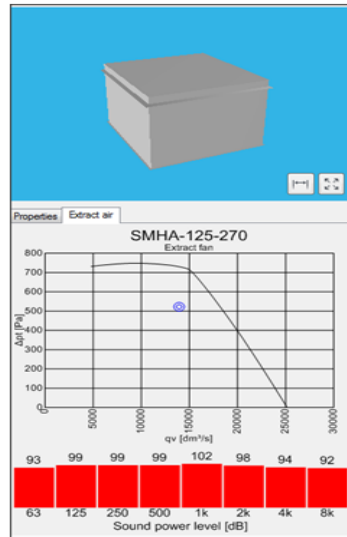 Properties Extract air
SMHA-125-270
Extract fan
800
700
600
500
400
300
200
100
0
Δpt [Pa]
0 5000 10000 15000 20000 25000 30000
qv [dm³/s]
93 99 99 99 102 98 94 92
63 125 250 500 1k 2k 4k 8k
Sound power level [dB]